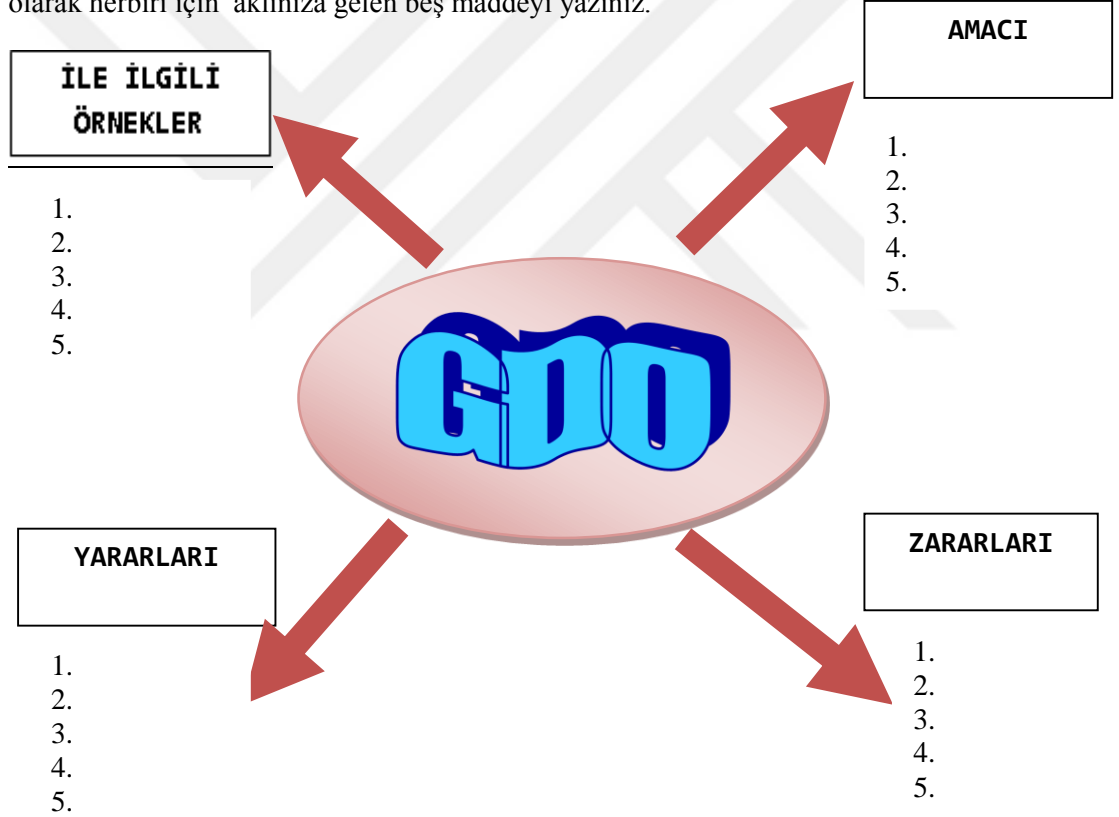 olarak herbiri için aklınıza gelen beş maddeyi yazınız.
AMACI
İLE İLGİLİ
ÖRNEKLER
1.
2.
3.
4.
5.
1.
2.
3.
4.
5.
GDO
YARARLARI
ZARARLARI
1.
2.
3.
4.
5.
1.
2.
3.
4.
5.